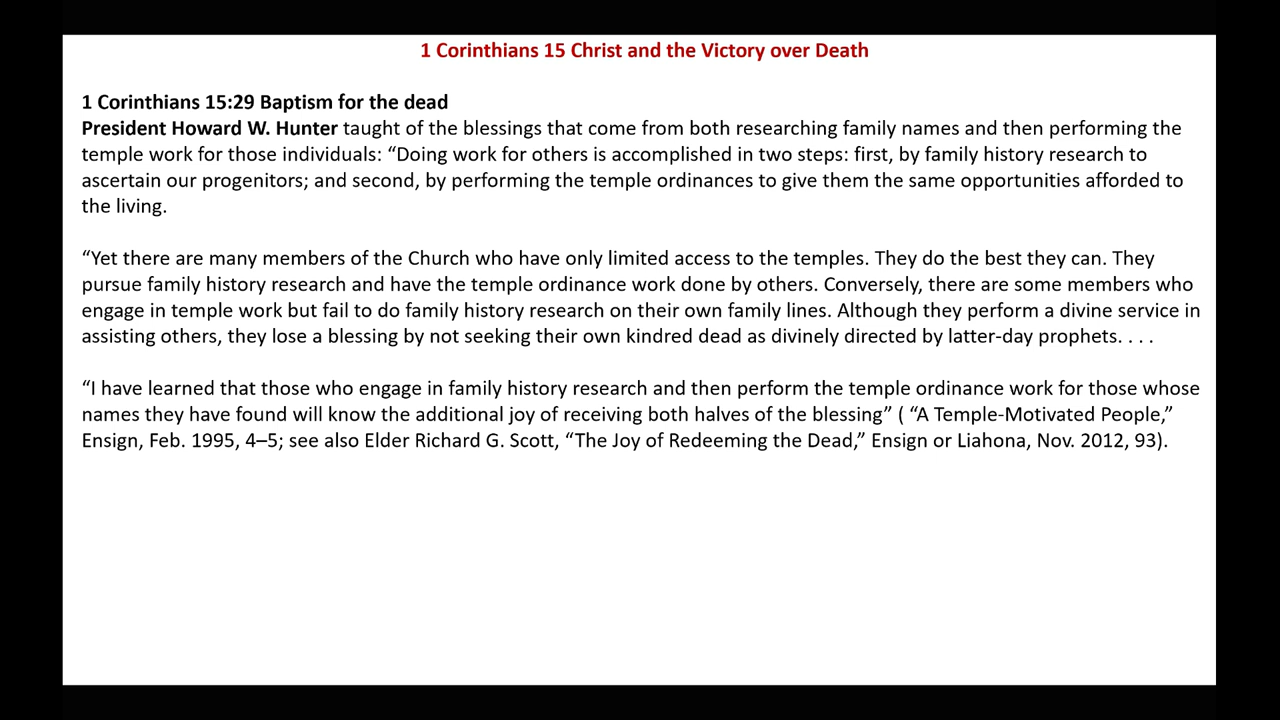 1 Corinthians 15 Christ and the Victory over Death
1 Corinthians 15:29 Baptism for the dead
President Howard W. Hunter taught of the blessings that come from both researching family names and then performing the
temple work for those individuals: “Doing work for others is accomplished in two steps: first, by family history research to
ascertain our progenitors; and second, by performing the temple ordinances to give them the same opportunities afforded to
the living.
“Yet there are many members of the Church who have only limited access to the temples. They do the best they can. They
pursue family history research and have the temple ordinance work done by others. Conversely, there are some members who
engage in temple work but fail to do family history research on their own family lines. Although they perform a divine service in
assisting others, they lose a blessing by not seeking their own kindred dead as divinely directed by latter-day prophets. . . .
“I have learned that those who engage in family history research and then perform the temple ordinance work for those whose
names they have found will know the additional joy of receiving both halves of the blessing” ( “A Temple-Motivated People,”
Ensign, Feb. 1995, 4–5; see also Elder Richard G. Scott, “The Joy of Redeeming the Dead,” Ensign or Liahona, Nov. 2012, 93).